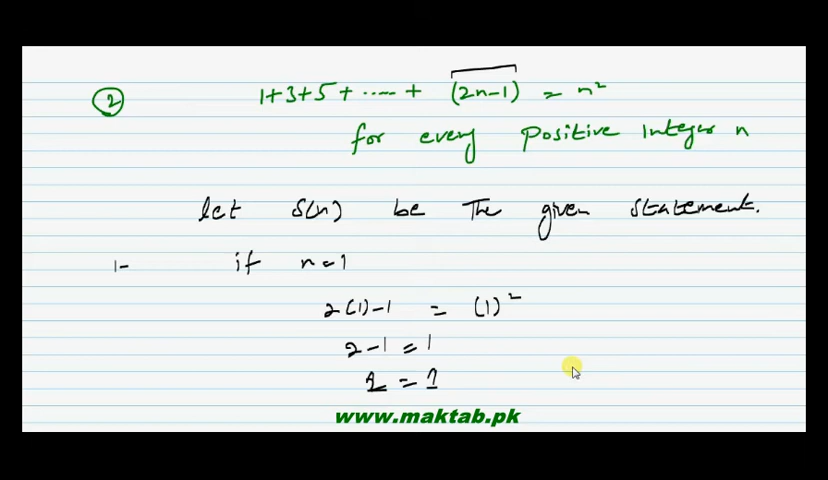 2 1+3+5+.....+ (2n-1) = n²
for every positive integer n
let S(n) be The given statement.
1- if n=1
2(1)-1 = (1)²
2-1=1
1=1
www.maktab.pk